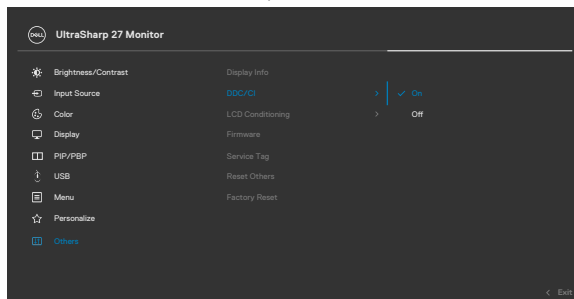 DELL UltraSharp 27 Monitor
Brightness/Contrast Display Info
Input Source DDC/CI > ✓ On
Color LCD Conditioning > Off
Display Firmware
PIP/PBP Service Tag
USB Reset Others
Menu Factory Reset
Personalize
Others
< Exit